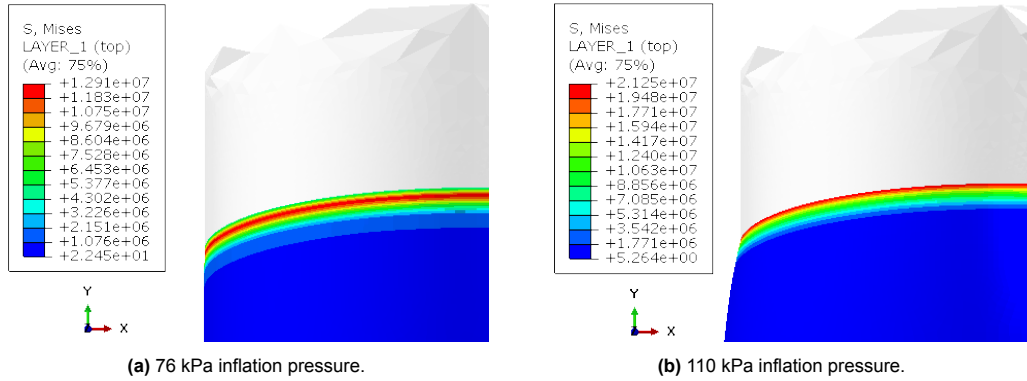 S, Mises
LAYER_1 (top)
(Avg: 75%)
+1.291e+07
+1.183e+07
+1.075e+07
+9.679e+06
+8.604e+06
+7.528e+06
+6.453e+06
+5.377e+06
+4.302e+06
+3.226e+06
+2.151e+06
+1.076e+06
+2.245e+01
Y
X
(a) 76 kPa inflation pressure.
S, Mises
LAYER_1 (top)
(Avg: 75%)
+2.125e+07
+1.948e+07
+1.771e+07
+1.594e+07
+1.417e+07
+1.240e+07
+1.063e+07
+8.856e+06
+7.085e+06
+5.314e+06
+3.542e+06
+1.771e+06
+5.264e+00
Y
X
(b) 110 kPa inflation pressure.